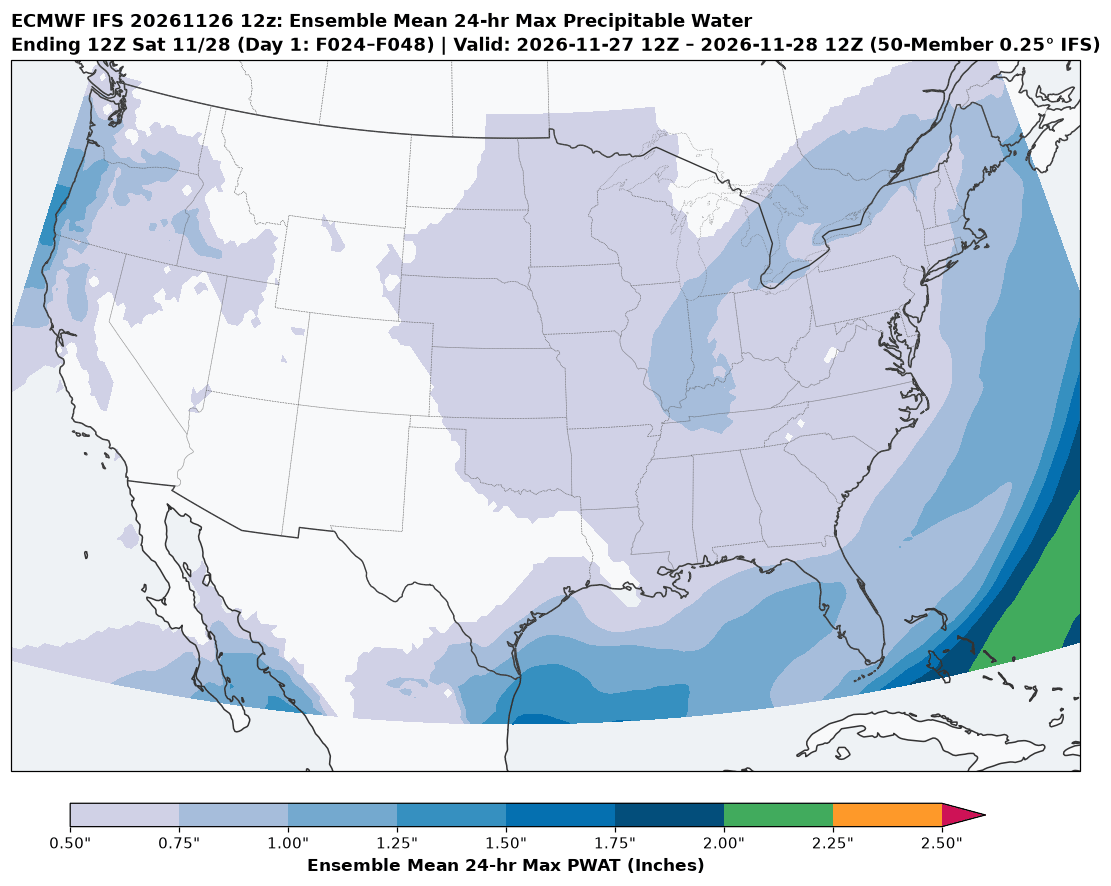 ECMWF IFS 20261126 12z: Ensemble Mean 24-hr Max Precipitable Water
Ending 12Z Sat 11/28 (Day 1: F024–F048) | Valid: 2026-11-27 12Z – 2026-11-28 12Z (50-Member 0.25° IFS)
0.50" 0.75" 1.00" 1.25" 1.50" 1.75" 2.00" 2.25" 2.50"
Ensemble Mean 24-hr Max PWAT (Inches)